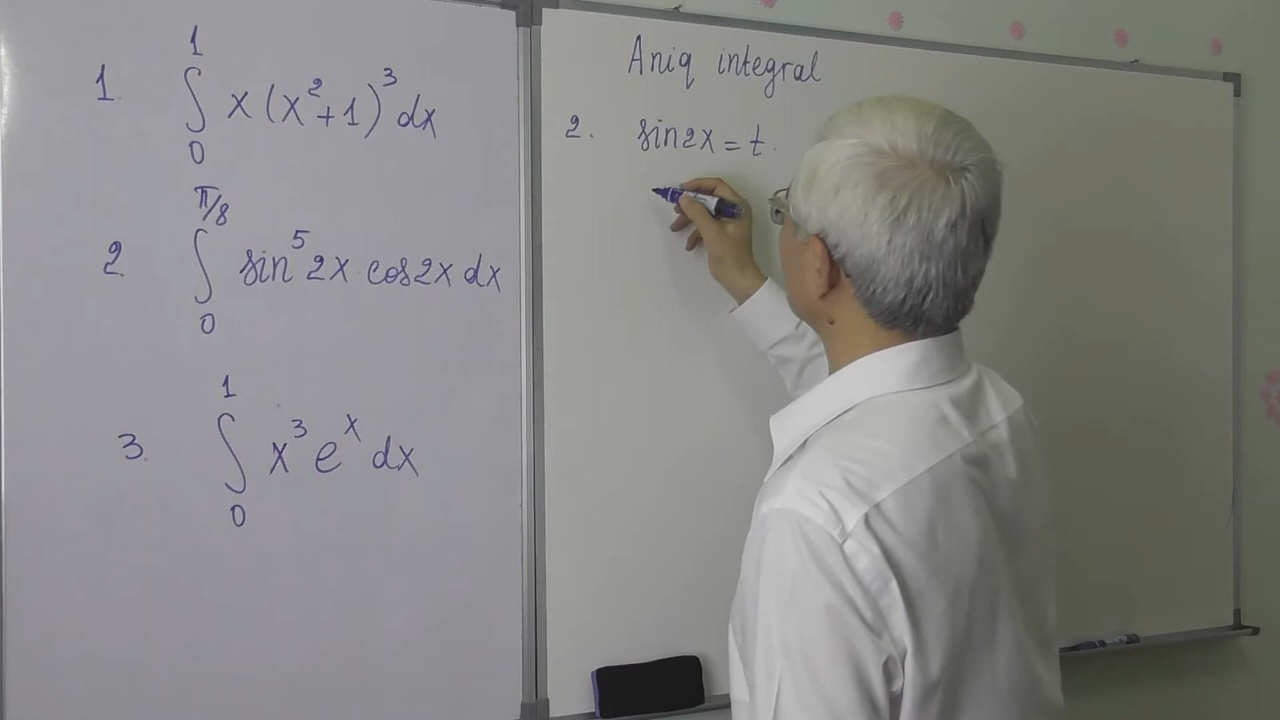 1. ∫₀¹ x(x²+1)³dx
2. ∫₀^{π/8} sin⁵2x cos2x dx
3. ∫₀¹ x³eˣdx
Aniq integral
2. sin2x = t